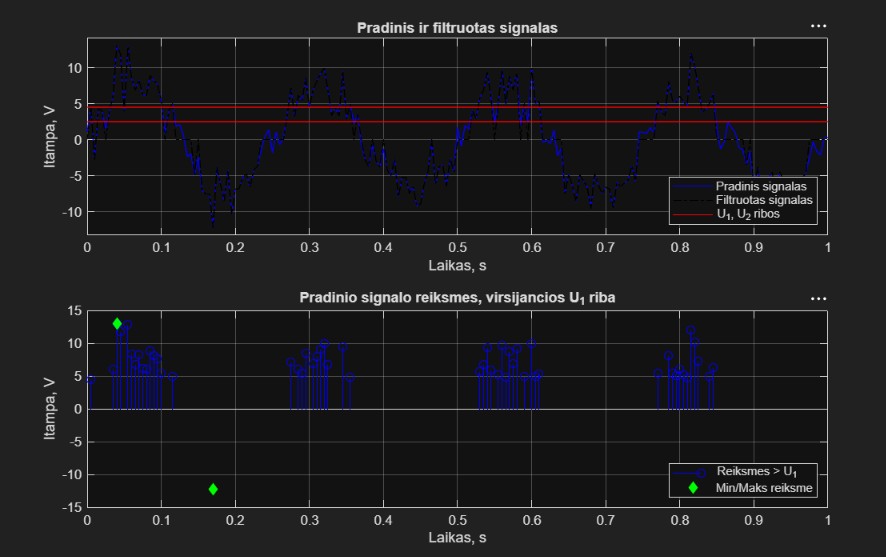 Pradinis ir filtruotas signalas
Itampa, V
10
5
0
-5
-10
Pradinis signalas
Filtruotas signalas
U₁, U₂ ribos
0 0.1 0.2 0.3 0.4 0.5 0.6 0.7 0.8 0.9 1
Laikas, s
Pradinio signalo reiksmes, virsijancios U₁ riba
Itampa, V
15
10
5
0
-5
-10
-15
Reiksmes > U₁
Min/Maks reiksme
0 0.1 0.2 0.3 0.4 0.5 0.6 0.7 0.8 0.9 1
Laikas, s